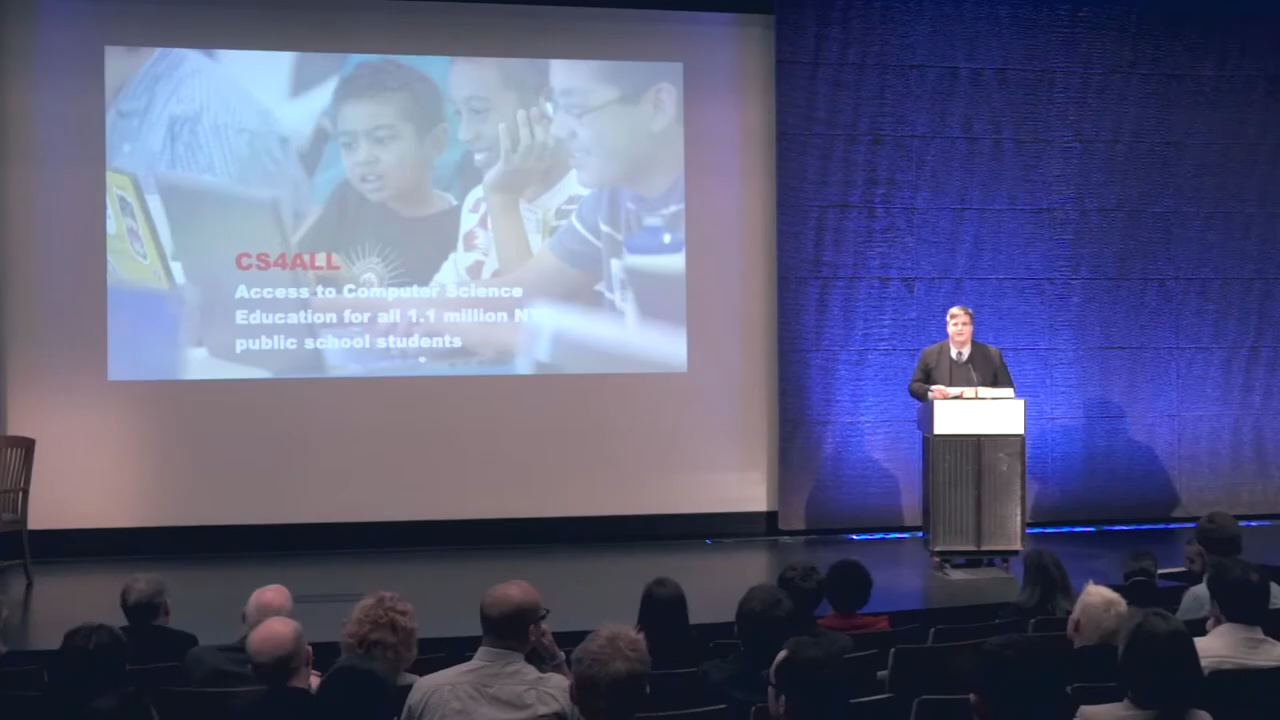 CS4ALL
Access to Computer Science
Education for all 1.1 million
public school students